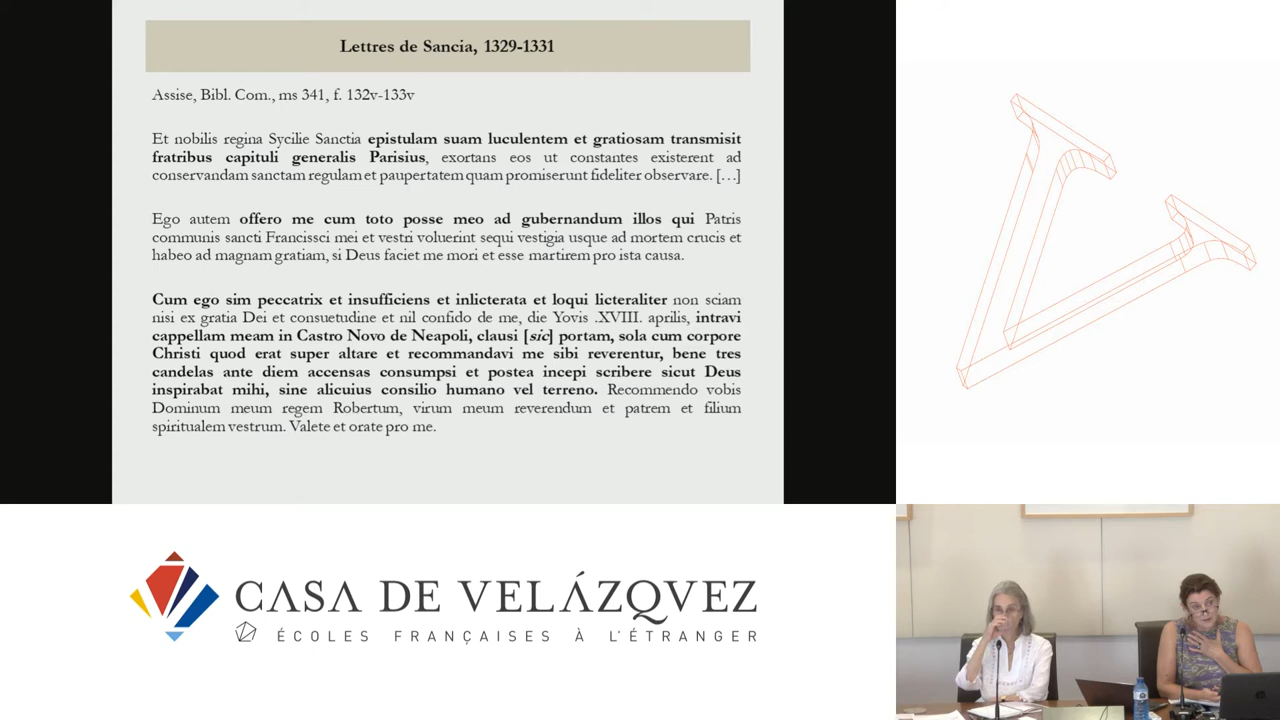 Lettres de Sancia, 1329-1331
Assise, Bibl. Com., ms 341, f. 132v-133v
Et nobilis regina Sycilie Sanctia epistulam suam luculentem et gratiosam transmisit
fratribus capituli generalis Parisius, exortans eos ut constantes existerent ad
conservandam sanctam regulam et paupertatem quam promiserunt fideliter observare. […]
Ego autem offero me cum toto posse meo ad gubernandum illos qui Patris
communis sancti Francissci mei et vestri voluerint sequi vestigia usque ad mortem crucis et
habeo ad magnam gratiam, si Deus faciet me mori et esse martirem pro ista causa.
Cum ego sim peccatrix et insufficiens et inlicterata et loqui licteraliter non sciam
nisi ex gratia Dei et consuetudine et nil confido de me, die Yovis .XVIII. aprilis, intravi
cappellam meam in Castro Novo de Neapoli, clausi [sic] portam, sola cum corpore
Christi quod erat super altare et recommandavi me sibi reverentur, bene tres
candelas ante diem accensas consumpsi et postea incepi scribere sicut Deus
inspirabat mihi, sine alicuius consilio humano vel terreno. Recommendo vobis
Dominum meum regem Robertum, virum meum reverendum et patrem et filium
spiritualem vestrum. Valete et orate pro me.
CASA DE VELÁZQVEZ
ÉCOLES FRANÇAISES À L'ÉTRANGER